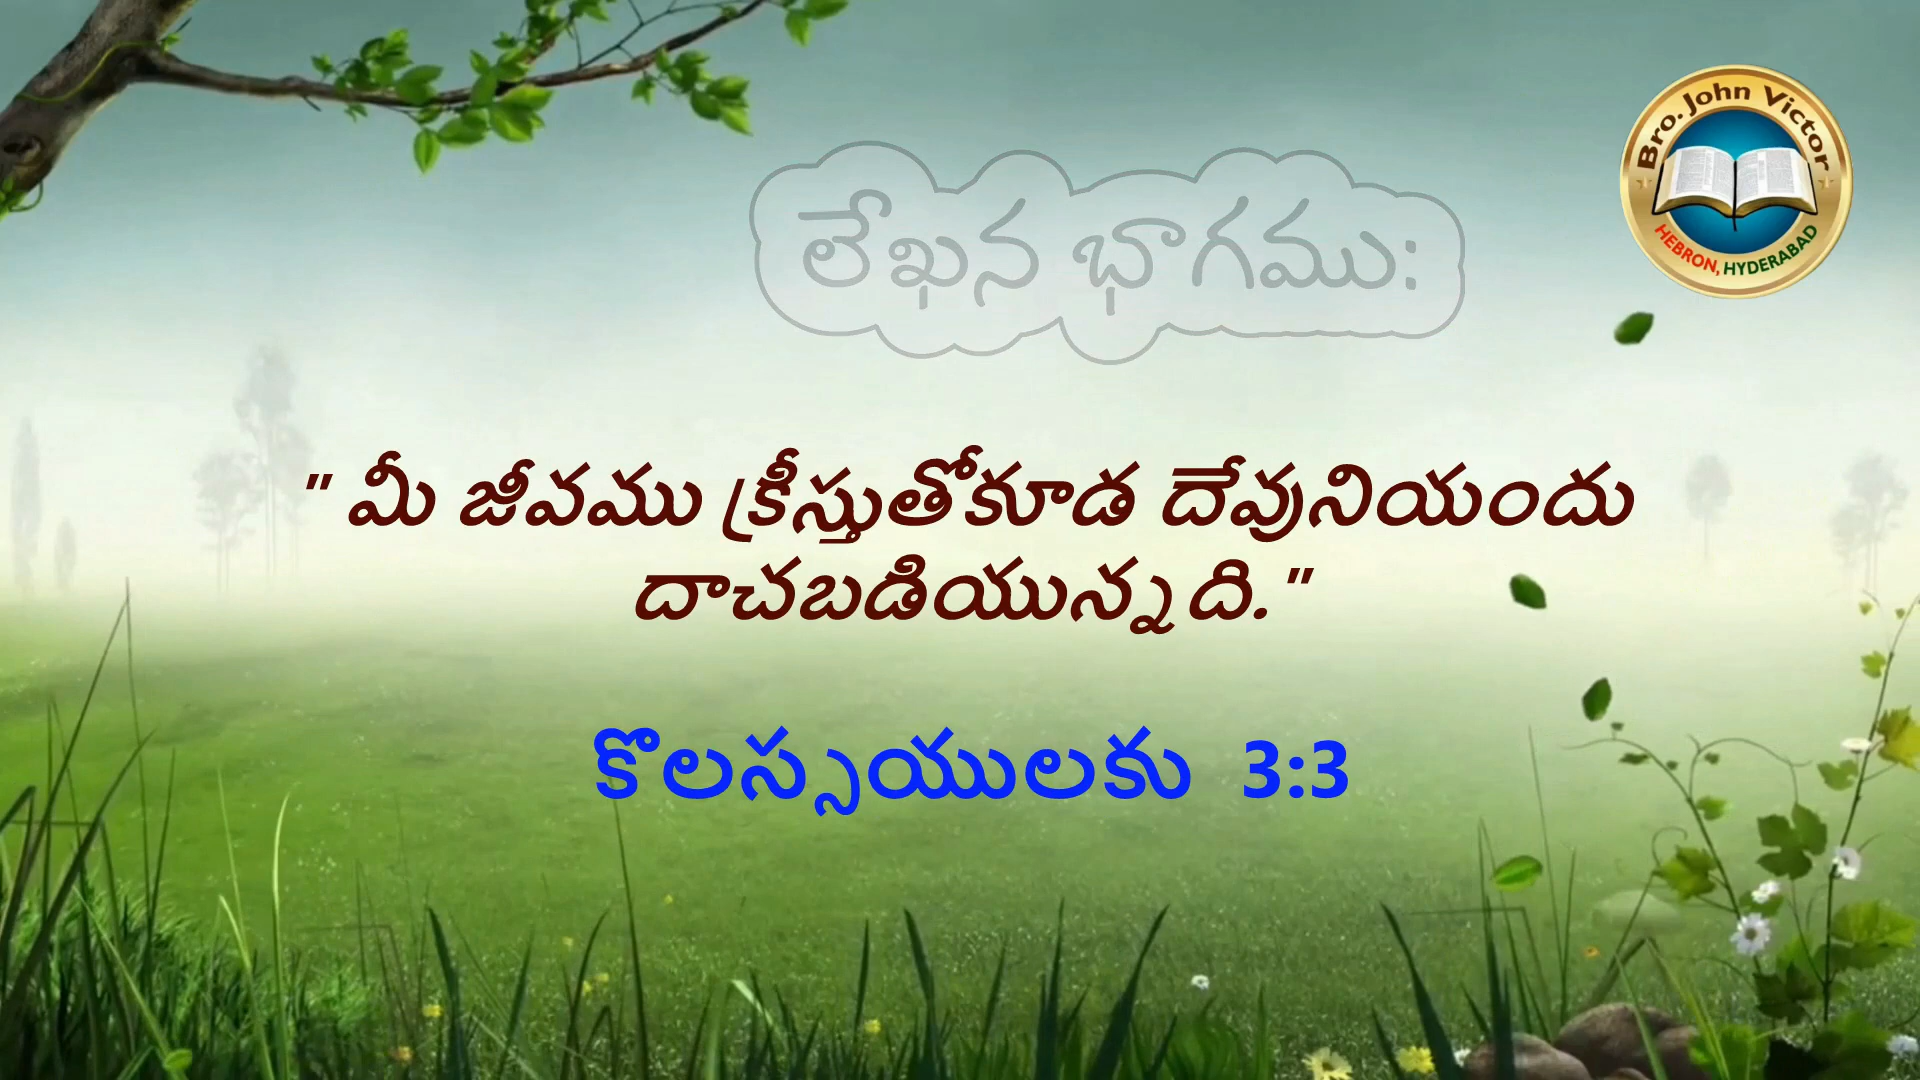 Bro. John Victor
HEBRON, HYDERABAD
లేఖన భాగము:
" మీ జీవము క్రీస్తుతోకూడ దేవునియందు
దాచబడియున్నది."
కొలస్సయులకు 3:3